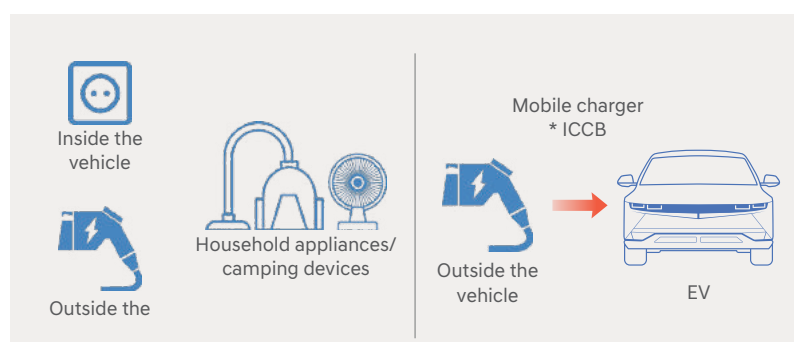 Inside the
vehicle
Outside the
Household appliances/
camping devices
Mobile charger
* ICCB
Outside the
vehicle
EV